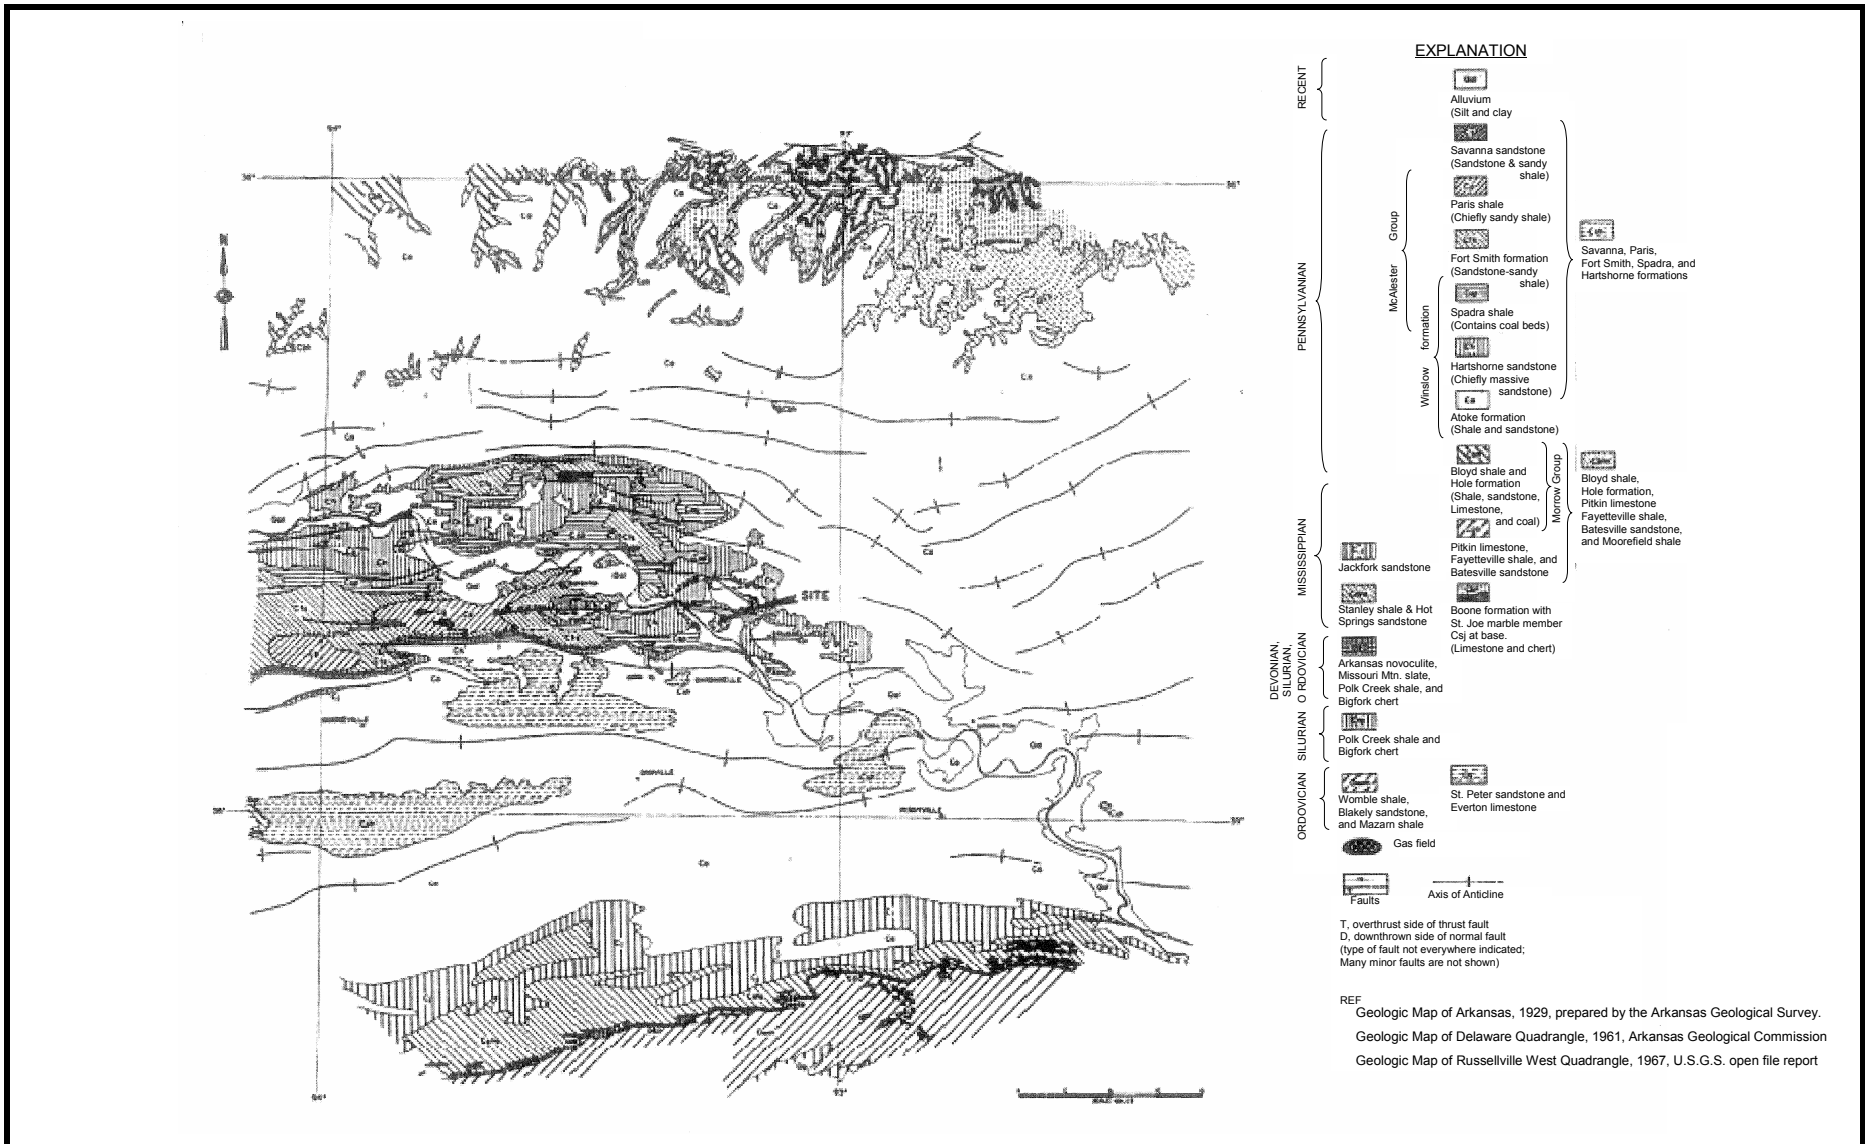 EXPLANATION
RECENT
Alluvium
(Silt and clay
PENNSYLVANIAN
Savanna sandstone
(Sandstone & sandy
shale)
McAlester Group
Paris shale
(Chiefly sandy shale)
Fort Smith formation
(Sandstone-sandy
shale)
Winslow formation
Spadra shale
(Contains coal beds)
Hartshorne sandstone
(Chiefly massive
sandstone)
Ca
Atoke formation
(Shale and sandstone)
Savanna, Paris,
Fort Smith, Spadra, and
Hartshorne formations
Bloyd shale and
Hole formation
(Shale, sandstone,
Limestone,
and coal)
Morrow Group
Pitkin limestone,
Fayetteville shale, and
Batesville sandstone
Bloyd shale,
Hole formation,
Pitkin limestone
Fayetteville shale,
Batesville sandstone,
and Moorefield shale
MISSISSIPPIAN
Jackfork sandstone
Stanley shale & Hot
Springs sandstone
Boone formation with
St. Joe marble member
Csj at base.
(Limestone and chert)
DEVONIAN,
SILURIAN,
O RDOVICIAN
Arkansas novoculite,
Missouri Mtn. slate,
Polk Creek shale, and
Bigfork chert
SILURIAN
Polk Creek shale and
Bigfork chert
ORDOVICIAN
Womble shale,
Blakely sandstone,
and Mazarn shale
St. Peter sandstone and
Everton limestone
Gas field
Faults
Axis of Anticline
T, overthrust side of thrust fault
D, downthrown side of normal fault
(type of fault not everywhere indicated;
Many minor faults are not shown)
REF
Geologic Map of Arkansas, 1929, prepared by the Arkansas Geological Survey.
Geologic Map of Delaware Quadrangle, 1961, Arkansas Geological Commission
Geologic Map of Russellville West Quadrangle, 1967, U.S.G.S. open file report
N
SITE